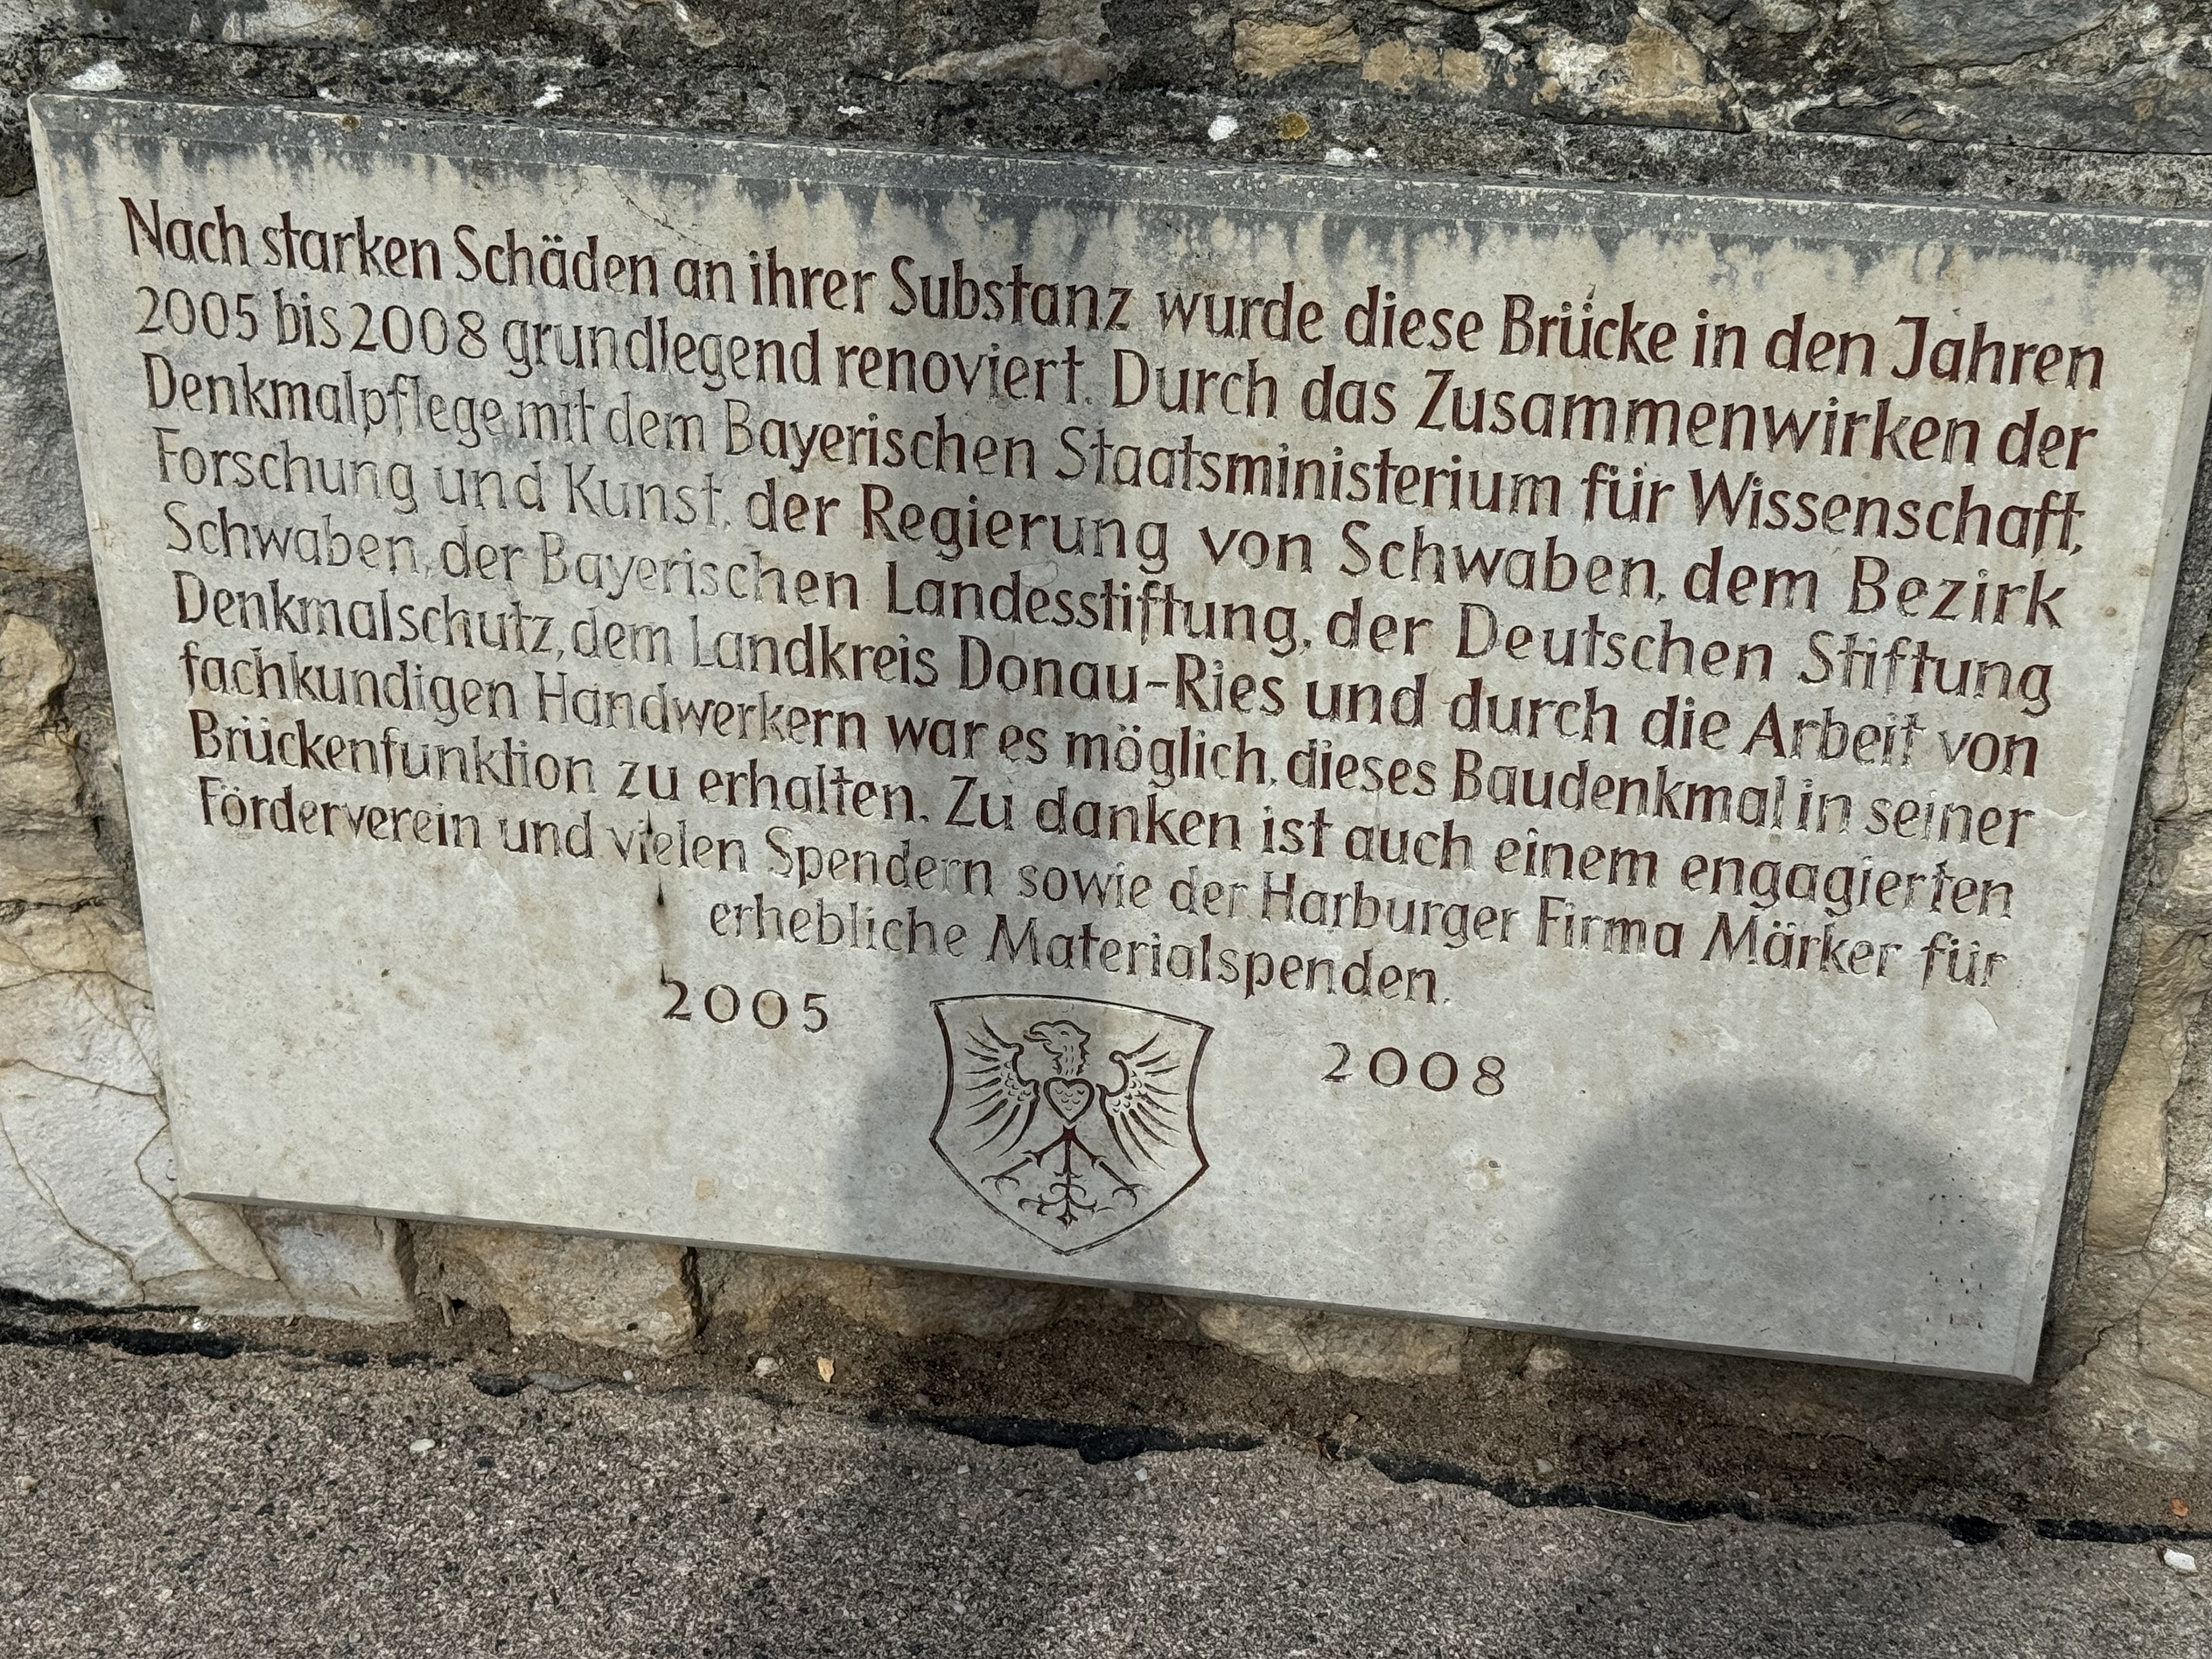 Nach starken Schäden an ihrer Substanz wurde diese Brücke in den Jahren
2005 bis 2008 grundlegend renoviert. Durch das Zusammenwirken der
Denkmalpflege mit dem Bayerischen Staatsministerium für Wissenschaft,
Forschung und Kunst, der Regierung von Schwaben, dem Bezirk
Schwaben, der Bayerischen Landesstiftung, der Deutschen Stiftung
Denkmalschutz, dem Landkreis Donau-Ries und durch die Arbeit von
fachkundigen Handwerkern war es möglich, dieses Baudenkmal in seiner
Brückenfunktion zu erhalten. Zu danken ist auch einem engagierten
Förderverein und vielen Spendern sowie der Harburger Firma Märker für
erhebliche Materialspenden.
2005 2008